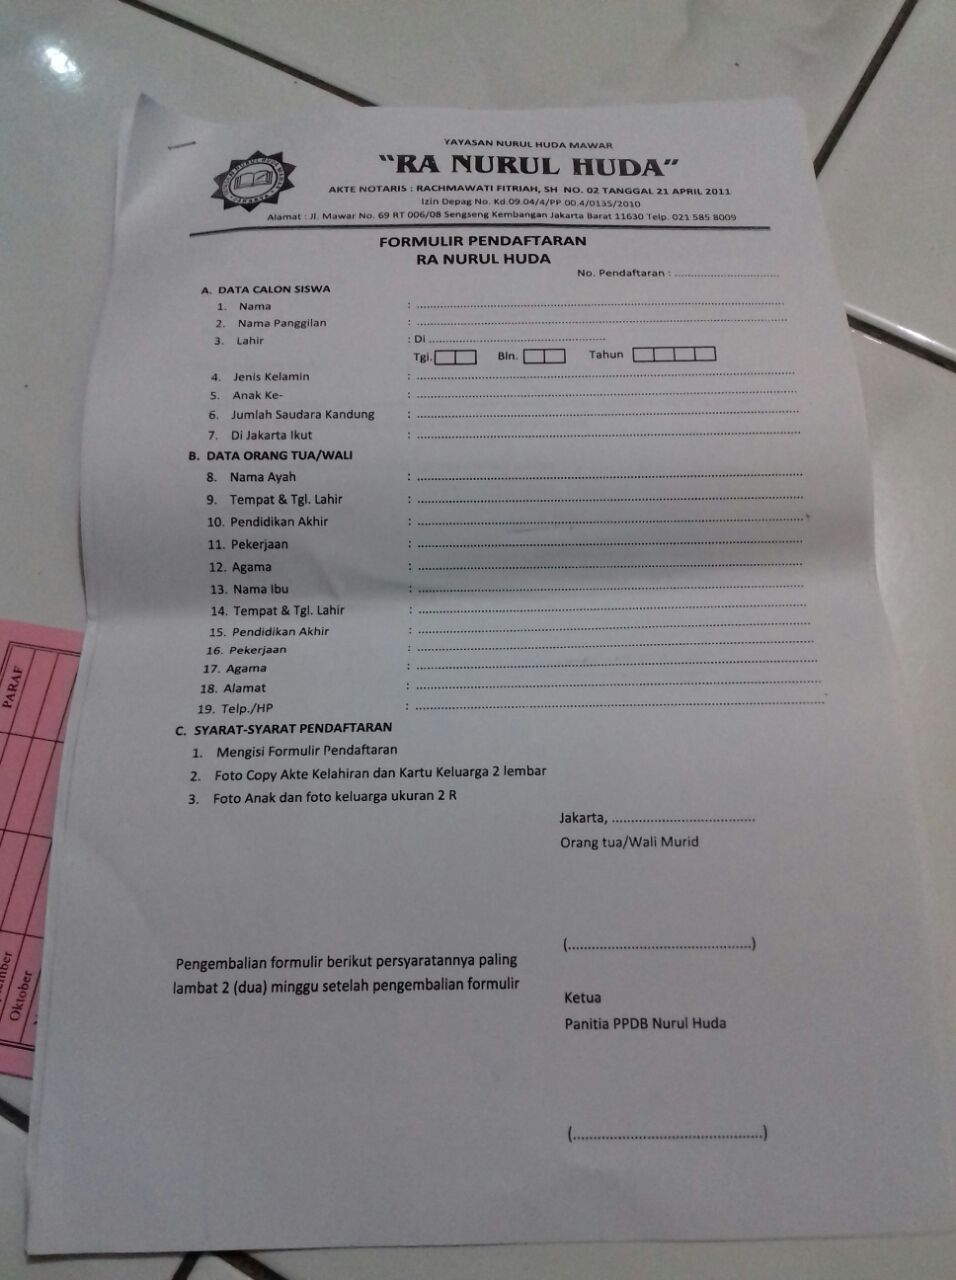 YAYASAN NURUL HUDA MAWAR
"RA NURUL HUDA"
AKTE NOTARIS : RACHMAWATI FITRIAH, SH NO. 02 TANGGAL 21 APRIL 2011
Izin Depag No. Kd.09.04/4/PP 00.4/0135/2010
Alamat : Jl. Mawar No. 69 RT 006/08 Sengseng Kembangan Jakarta Barat 11630 Telp. 021 585 8009
FORMULIR PENDAFTARAN
RA NURUL HUDA
No. Pendaftaran : ..............................
A. DATA CALON SISWA
1. Nama : ..............................
2. Nama Panggilan : ..............................
3. Lahir : Di ..............................
Tgl. Bln. Tahun
4. Jenis Kelamin : ..............................
5. Anak Ke- : ..............................
6. Jumlah Saudara Kandung : ..............................
7. Di Jakarta Ikut : ..............................
B. DATA ORANG TUA/WALI
8. Nama Ayah : ..............................
9. Tempat & Tgl. Lahir : ..............................
10. Pendidikan Akhir : ..............................
11. Pekerjaan : ..............................
12. Agama : ..............................
13. Nama Ibu : ..............................
14. Tempat & Tgl. Lahir : ..............................
15. Pendidikan Akhir : ..............................
16. Pekerjaan : ..............................
17. Agama : ..............................
18. Alamat : ..............................
19. Telp./HP : ..............................
C. SYARAT-SYARAT PENDAFTARAN
1. Mengisi Formulir Pendaftaran
2. Foto Copy Akte Kelahiran dan Kartu Keluarga 2 lembar
3. Foto Anak dan foto keluarga ukuran 2 R
Jakarta, ..............................
Orang tua/Wali Murid
(..............................)
Pengembalian formulir berikut persyaratannya paling
lambat 2 (dua) minggu setelah pengembalian formulir
Ketua
Panitia PPDB Nurul Huda
(..............................)
PARAF
Oktober